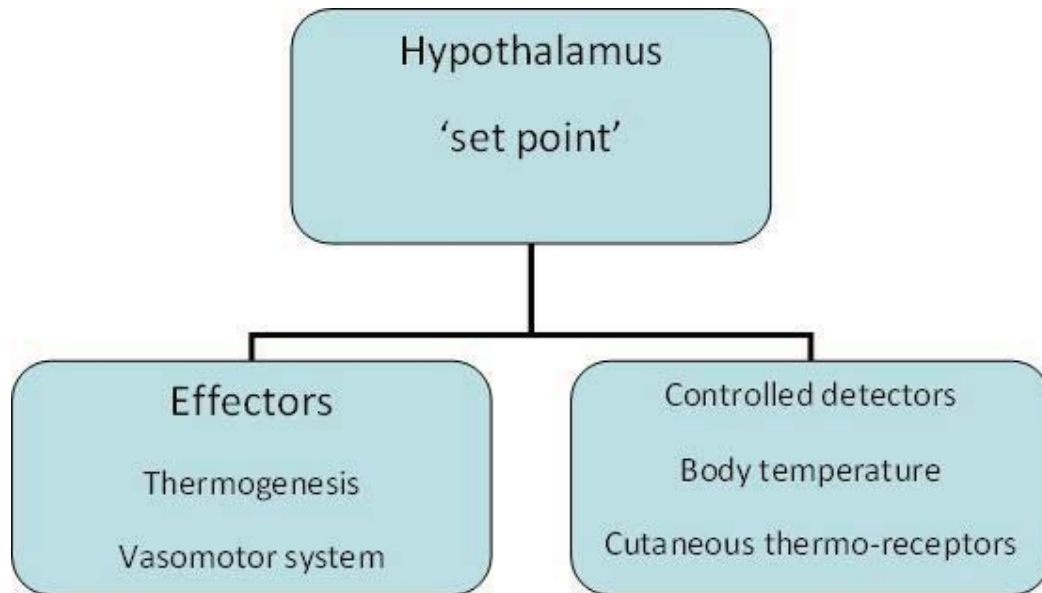 Hypothalamus
‘set point’
Effectors
Thermogenesis
Vasomotor system
Controlled detectors
Body temperature
Cutaneous thermo-receptors